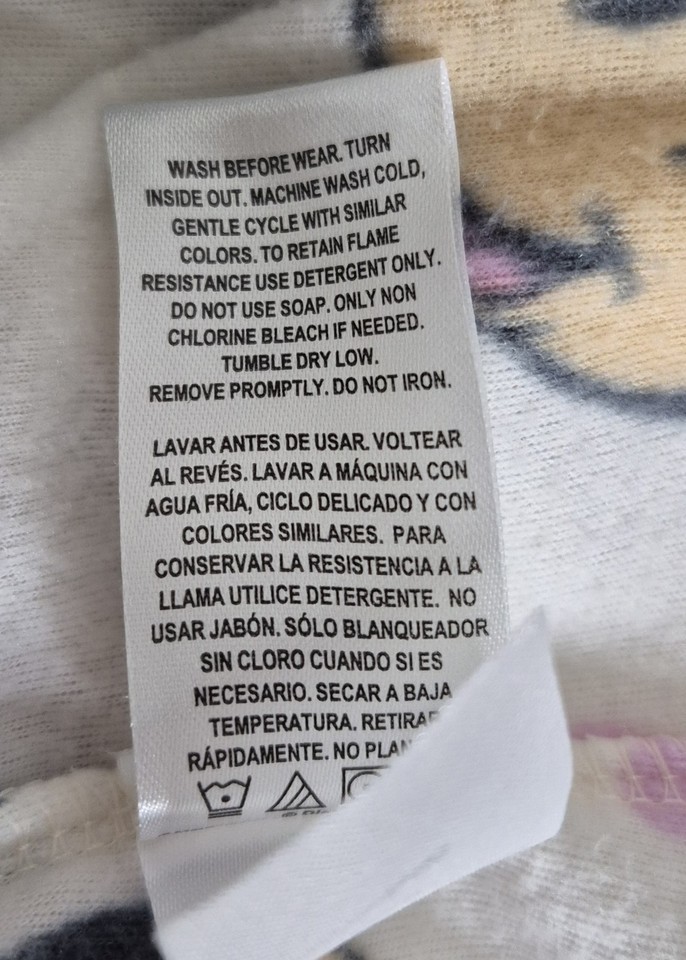 WASH BEFORE WEAR. TURN
INSIDE OUT. MACHINE WASH COLD,
GENTLE CYCLE WITH SIMILAR
COLORS. TO RETAIN FLAME
RESISTANCE USE DETERGENT ONLY.
DO NOT USE SOAP. ONLY NON
CHLORINE BLEACH IF NEEDED.
TUMBLE DRY LOW.
REMOVE PROMPTLY. DO NOT IRON.
LAVAR ANTES DE USAR. VOLTEAR
AL REVÉS. LAVAR A MÁQUINA CON
AGUA FRÍA, CICLO DELICADO Y CON
COLORES SIMILARES. PARA
CONSERVAR LA RESISTENCIA A LA
LLAMA UTILICE DETERGENTE. NO
USAR JABÓN. SÓLO BLANQUEADOR
SIN CLORO CUANDO SI ES
NECESARIO. SECAR A BAJA
TEMPERATURA.
RÁPIDAMENTE. NO